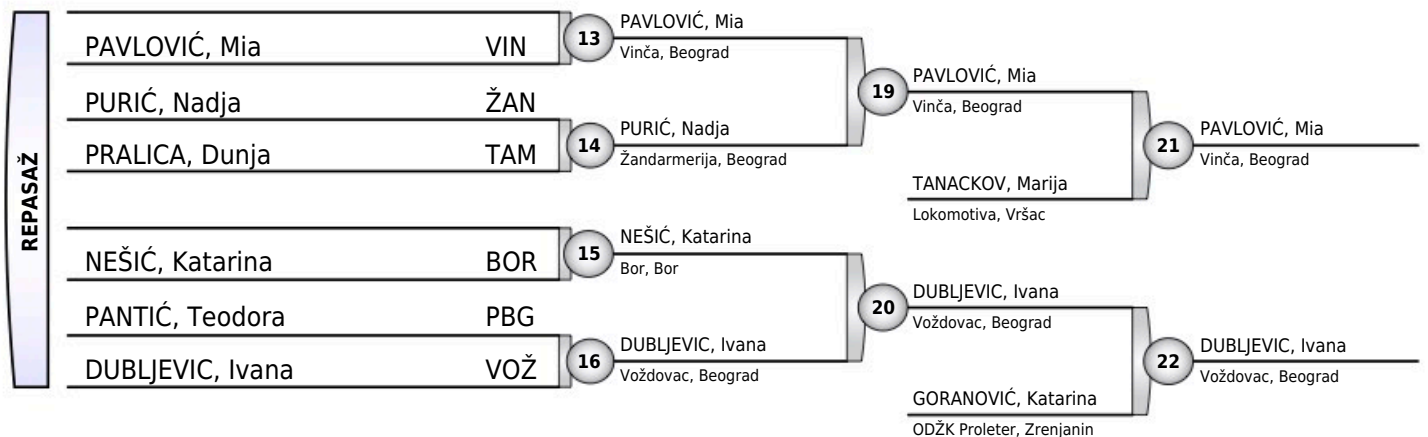 REPASAŽ
PAVLOVIĆ, Mia VIN
PURIĆ, Nadja ŽAN
PRALICA, Dunja TAM
NEŠIĆ, Katarina BOR
PANTIĆ, Teodora PBG
DUBLJEVIC, Ivana VOŽ
13
PAVLOVIĆ, Mia
Vinča, Beograd
14
PURIĆ, Nadja
Žandarmerija, Beograd
15
NEŠIĆ, Katarina
Bor, Bor
16
DUBLJEVIC, Ivana
Voždovac, Beograd
19
PAVLOVIĆ, Mia
Vinča, Beograd
TANACKOV, Marija
Lokomotiva, Vršac
20
DUBLJEVIC, Ivana
Voždovac, Beograd
GORANOVIĆ, Katarina
ODŽK Proleter, Zrenjanin
21
PAVLOVIĆ, Mia
Vinča, Beograd
22
DUBLJEVIC, Ivana
Voždovac, Beograd